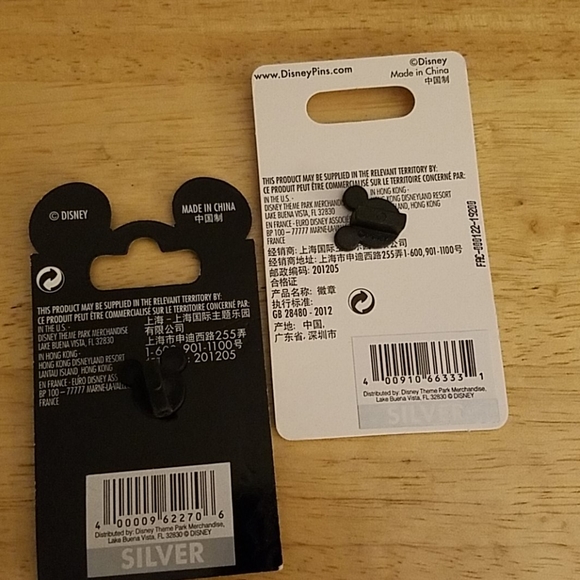 © DISNEY
MADE IN CHINA
中国制
THIS PRODUCT MAY BE SUPPLIED IN THE RELEVANT TERRITORY BY:
CE PRODUIT PEUT ÊTRE COMMERCIALISÉ SUR LE TERRITOIRE CONCERNÉ PAR:
IN THE U.S. -
DISNEY THEME PARK MERCHANDISE
LAKE BUENA VISTA, FL 32830
IN HONG KONG -
HONG KONG DISNEYLAND RESORT
LANTAU ISLAND, HONG KONG
EN FRANCE - EURO DISNEY
BP 100 – 77777 MARNE-LA
FRANCE
上海 – 上海国际主题乐园
有限公司
上海市申迪西路255弄
201205
4 00009 62270 6
Distributed by: Disney Theme Park Merchandise,
Lake Buena Vista, FL 32830 © DISNEY
SILVER
www.DisneyPins.com
©Disney
Made in China
中国制
THIS PRODUCT MAY BE SUPPLIED IN THE RELEVANT TERRITORY BY:
CE PRODUIT PEUT ÊTRE COMMERCIALISÉ SUR LE TERRITOIRE CONCERNÉ PAR:
IN THE U.S. -
IN HONG KONG -
DISNEY THEME PARK
HONG KONG DISNEYLAND RESORT
LAKE BUENA VISTA, FL 32830
HONG KONG
EN FRANCE - EURO DISNEY
BP 100 – 77777 MARNE-LA
FRANCE
经销商: 上海国际
经销商地址: 上海市申迪西路255弄1-600, 901-1100号
邮政编码: 201205
合格证
产品名称: 徽章
执行标准:
GB 28480 - 2012
产地: 中国,
广东省, 深圳市
FAC-000122-19200
4 00910 66333 1
Distributed by: Disney Theme Park Merchandise,
Lake Buena Vista, FL 32830 © DISNEY
SILVER